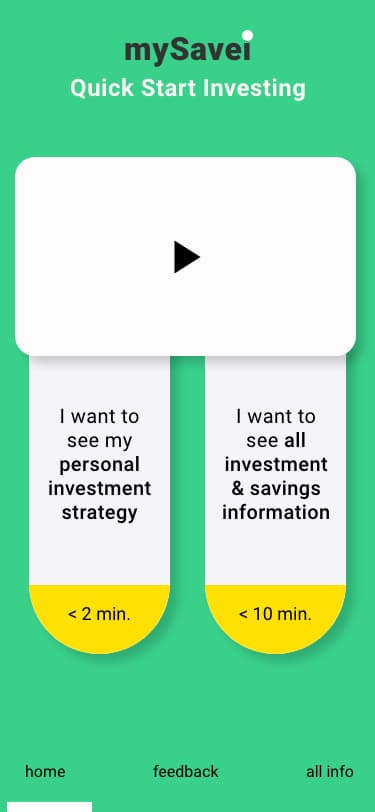 mySavei
Quick Start Investing
I want to
see my
personal
investment
strategy
< 2 min.
I want to
see all
investment
& savings
information
< 10 min.
home
feedback
all info